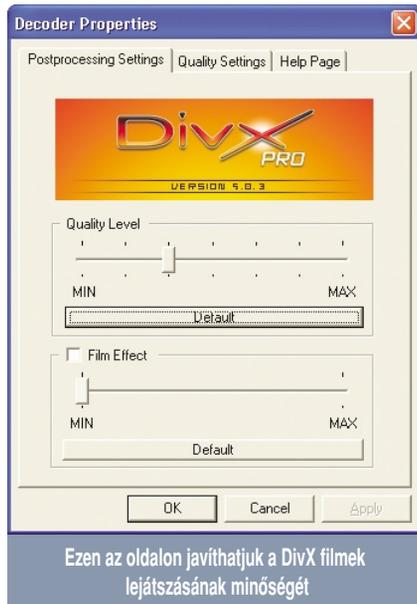 Decoder Properties
Postprocessing Settings Quality Settings Help Page
DivX
PRO
VERSION 5.0.3
Quality Level
MIN MAX
Default
Film Effect
MIN MAX
Default
OK Cancel Apply
Ezen az oldalon javíthatjuk a DivX filmek
lejátszásának minőségét